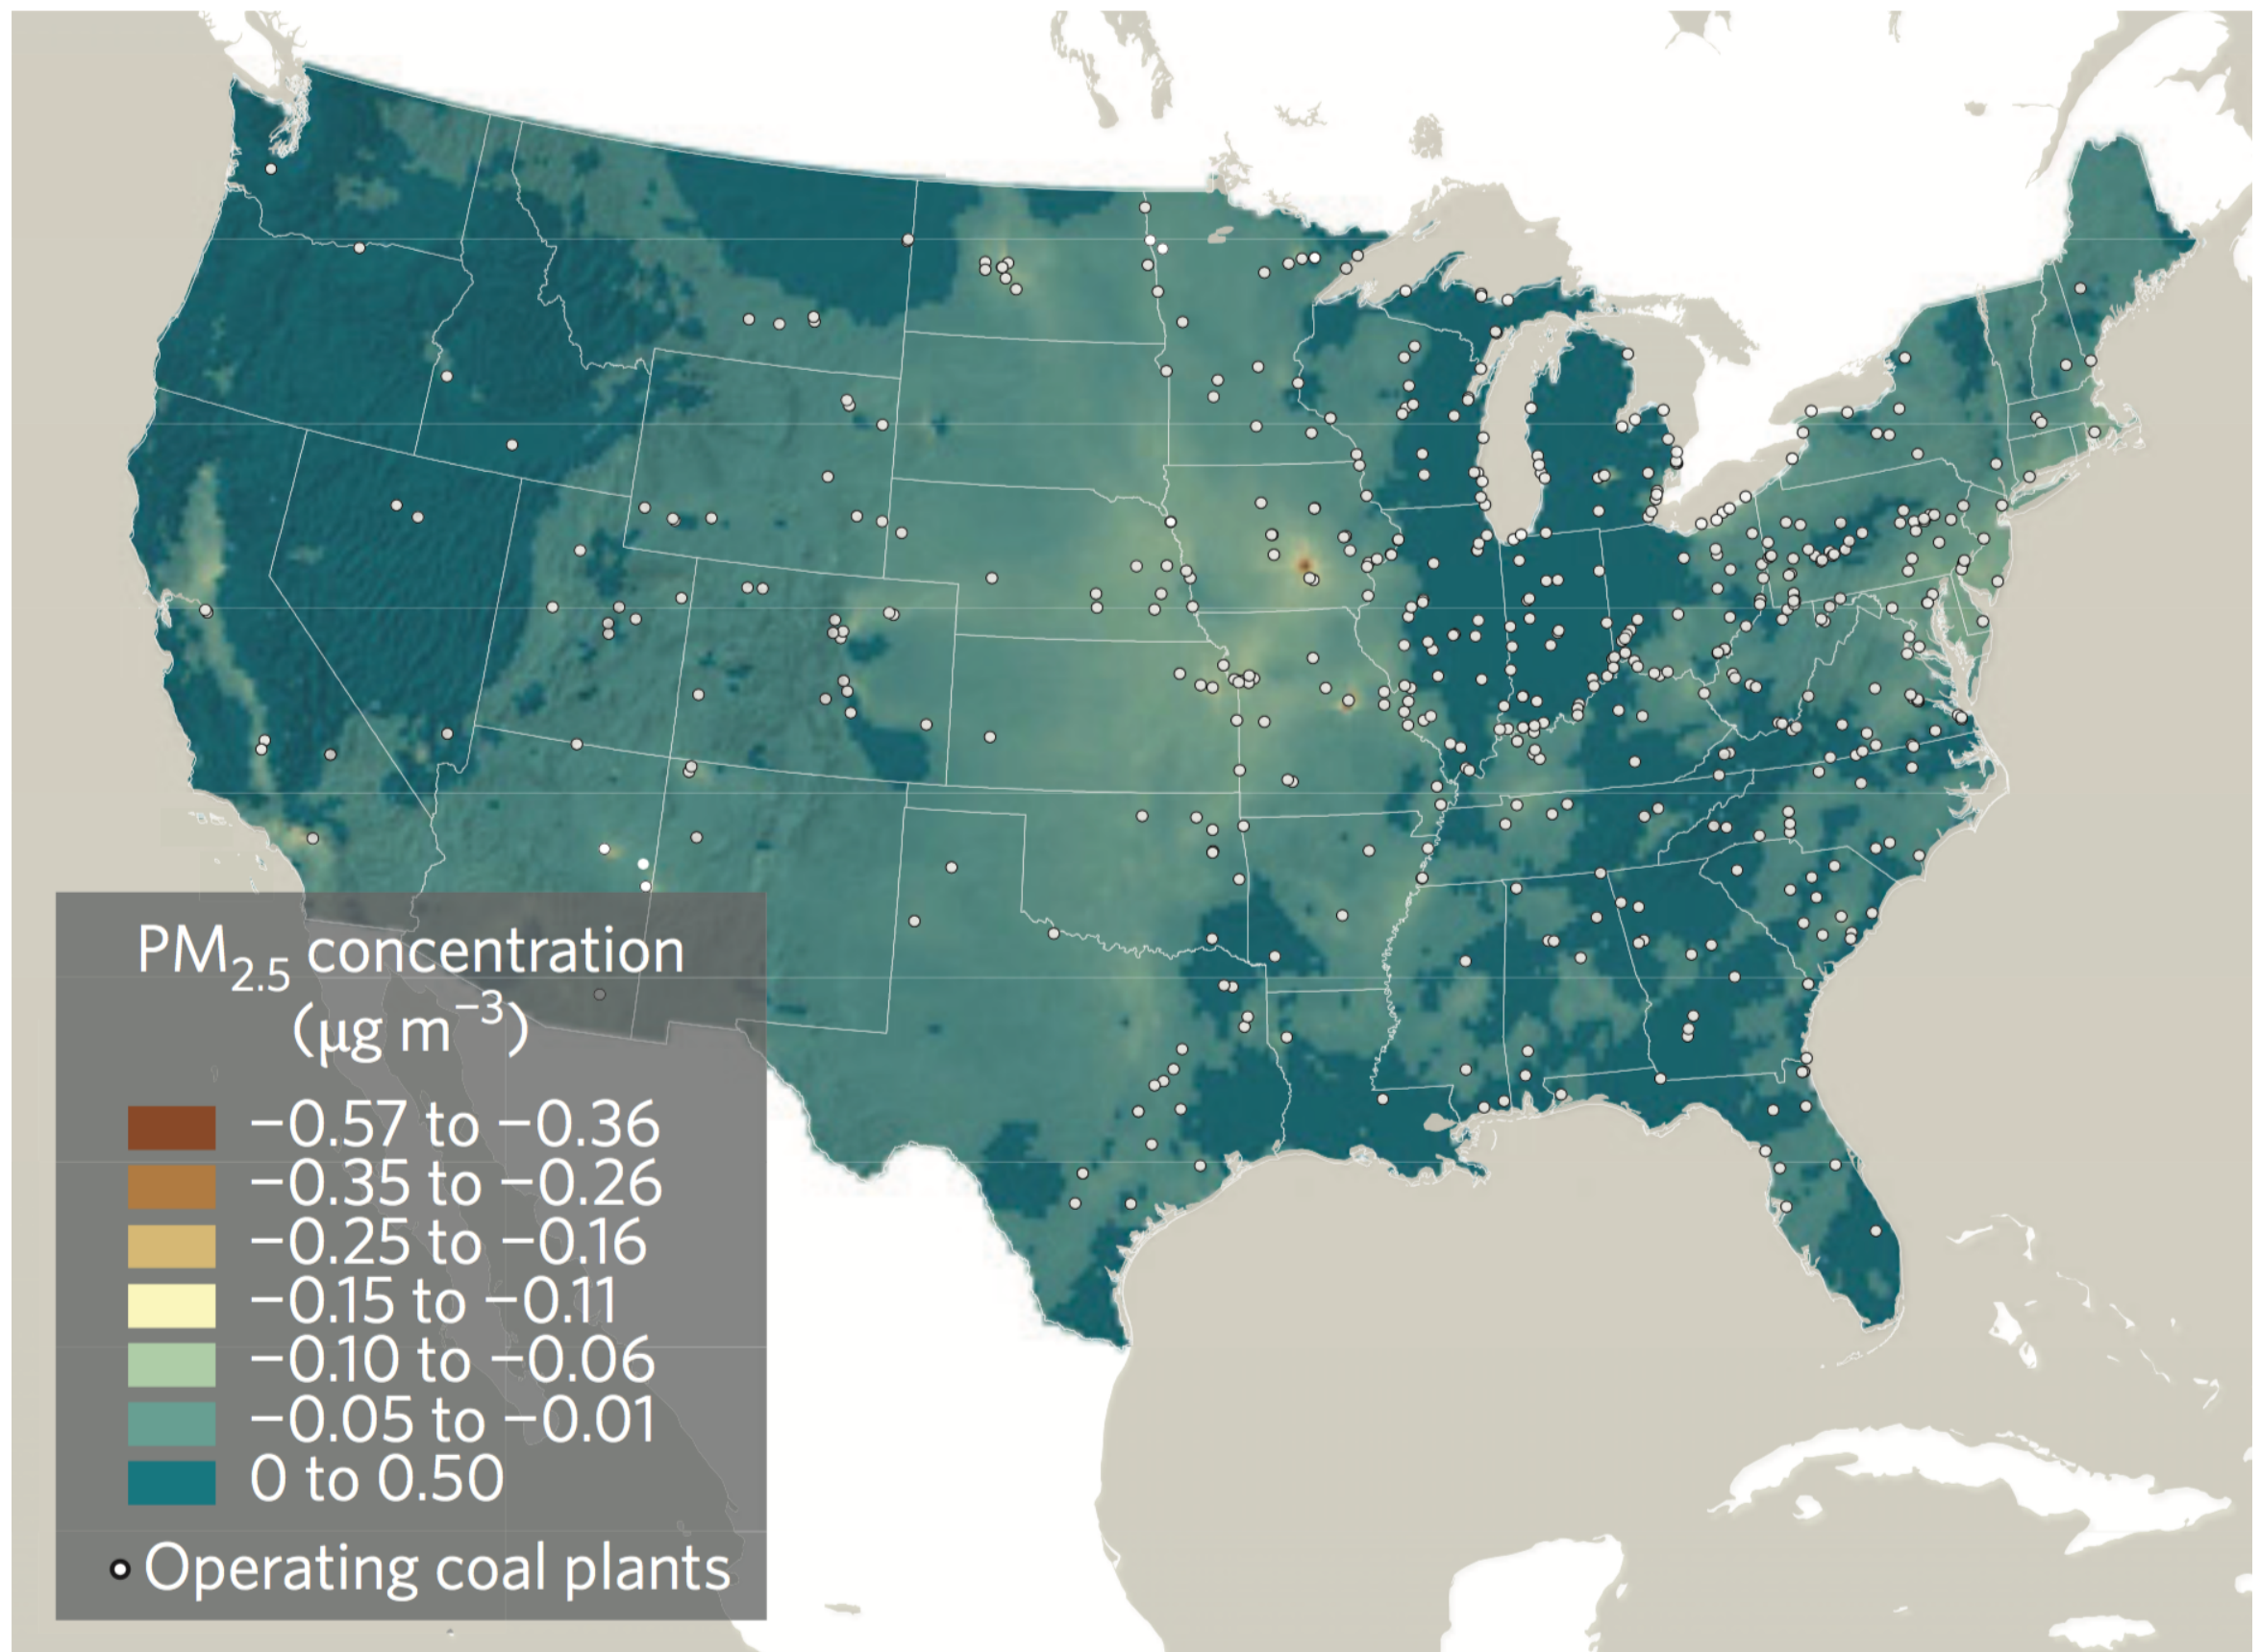 PM₂.₅ concentration
(μg m⁻³)
−0.57 to −0.36
−0.35 to −0.26
−0.25 to −0.16
−0.15 to −0.11
−0.10 to −0.06
−0.05 to −0.01
0 to 0.50
Operating coal plants